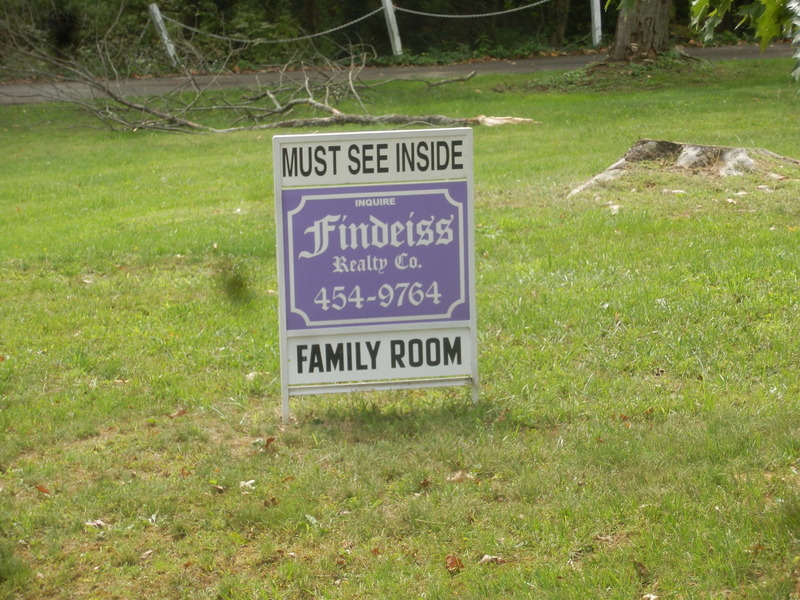 MUST SEE INSIDE
INQUIRE
Findeiss
Realty Co.
454-9764
FAMILY ROOM